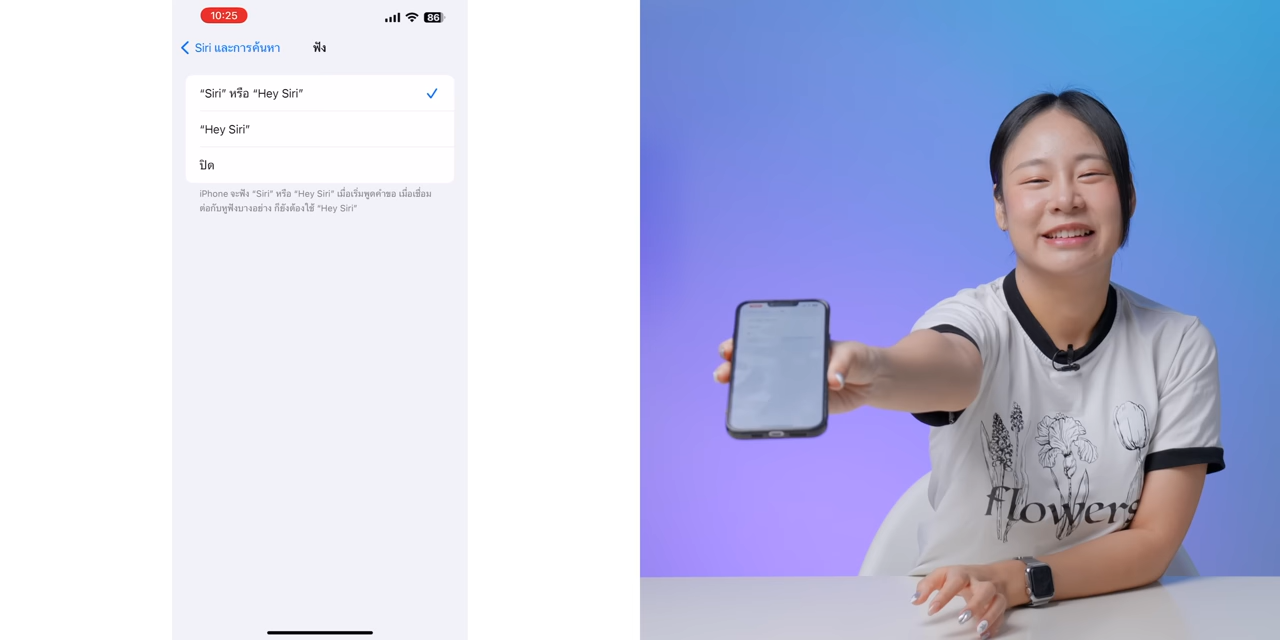 10:25
86
Siri และการค้นหา
ฟัง
“Siri” หรือ “Hey Siri”
“Hey Siri”
ปิด
iPhone จะฟัง “Siri” หรือ “Hey Siri” เมื่อเริ่มพูดคำขอ เมื่อเชื่อม
ต่อกับหูฟังบางอย่าง ก็ยังต้องใช้ “Hey Siri”
flowers